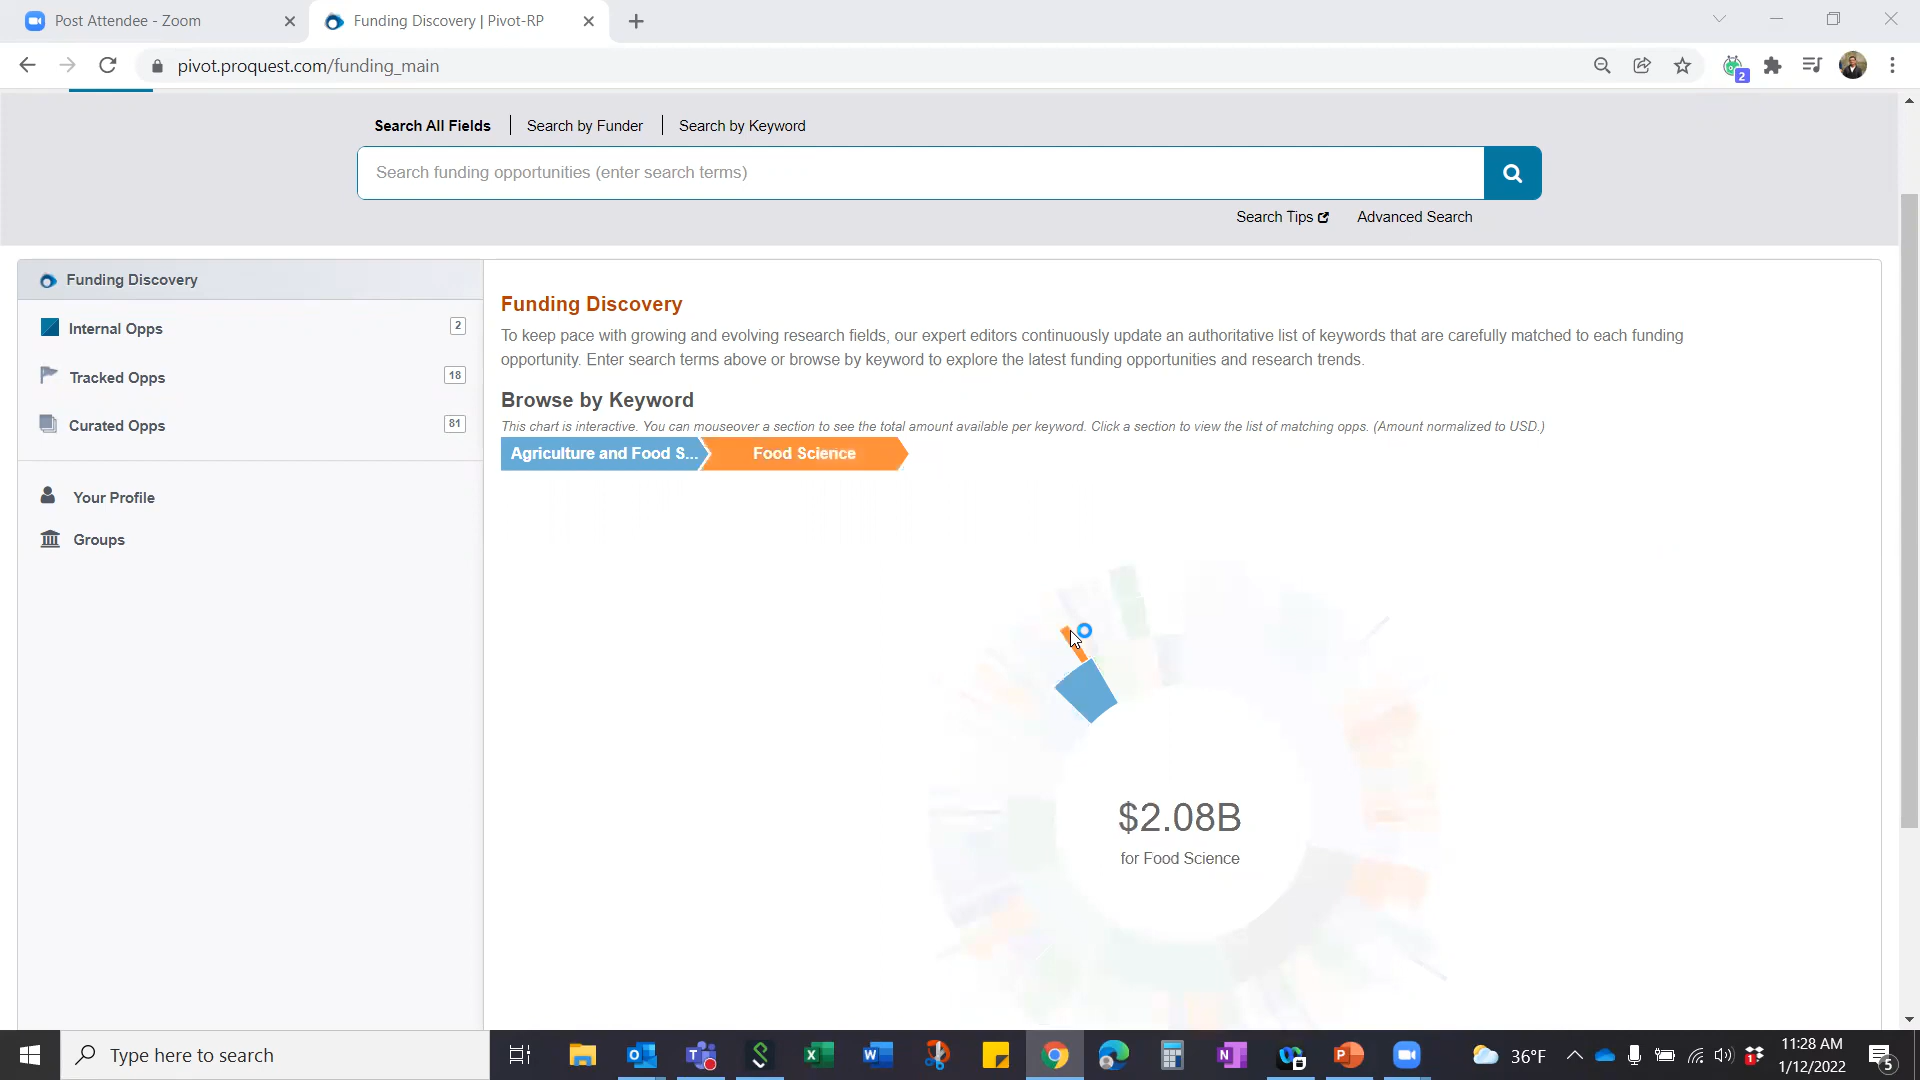 Post Attendee - Zoom
Funding Discovery | Pivot-RP
pivot.proquest.com/funding_main
2
Search All Fields
Search by Funder
Search by Keyword
Search funding opportunities (enter search terms)
Search Tips
Advanced Search
Funding Discovery
Internal Opps
2
Tracked Opps
18
Curated Opps
81
Your Profile
Groups
Funding Discovery
To keep pace with growing and evolving research fields, our expert editors continuously update an authoritative list of keywords that are carefully matched to each funding
opportunity. Enter search terms above or browse by keyword to explore the latest funding opportunities and research trends.
Browse by Keyword
This chart is interactive. You can mouseover a section to see the total amount available per keyword. Click a section to view the list of matching opps. (Amount normalized to USD.)
Agriculture and Food S...
Food Science
$2.08B
for Food Science
Type here to search
36°F
11:28 AM
1/12/2022
5